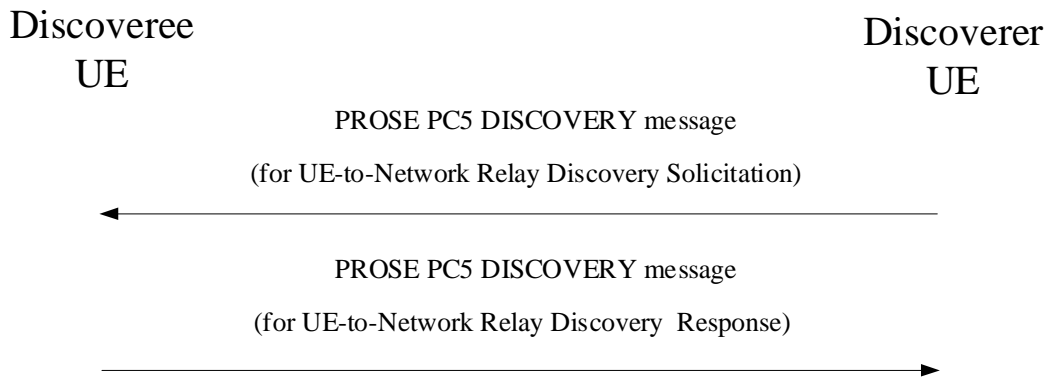 Discoveree
UE
Discoverer
UE
PROSE PC5 DISCOVERY message
(for UE-to-Network Relay Discovery Solicitation)
PROSE PC5 DISCOVERY message
(for UE-to-Network Relay Discovery Response)